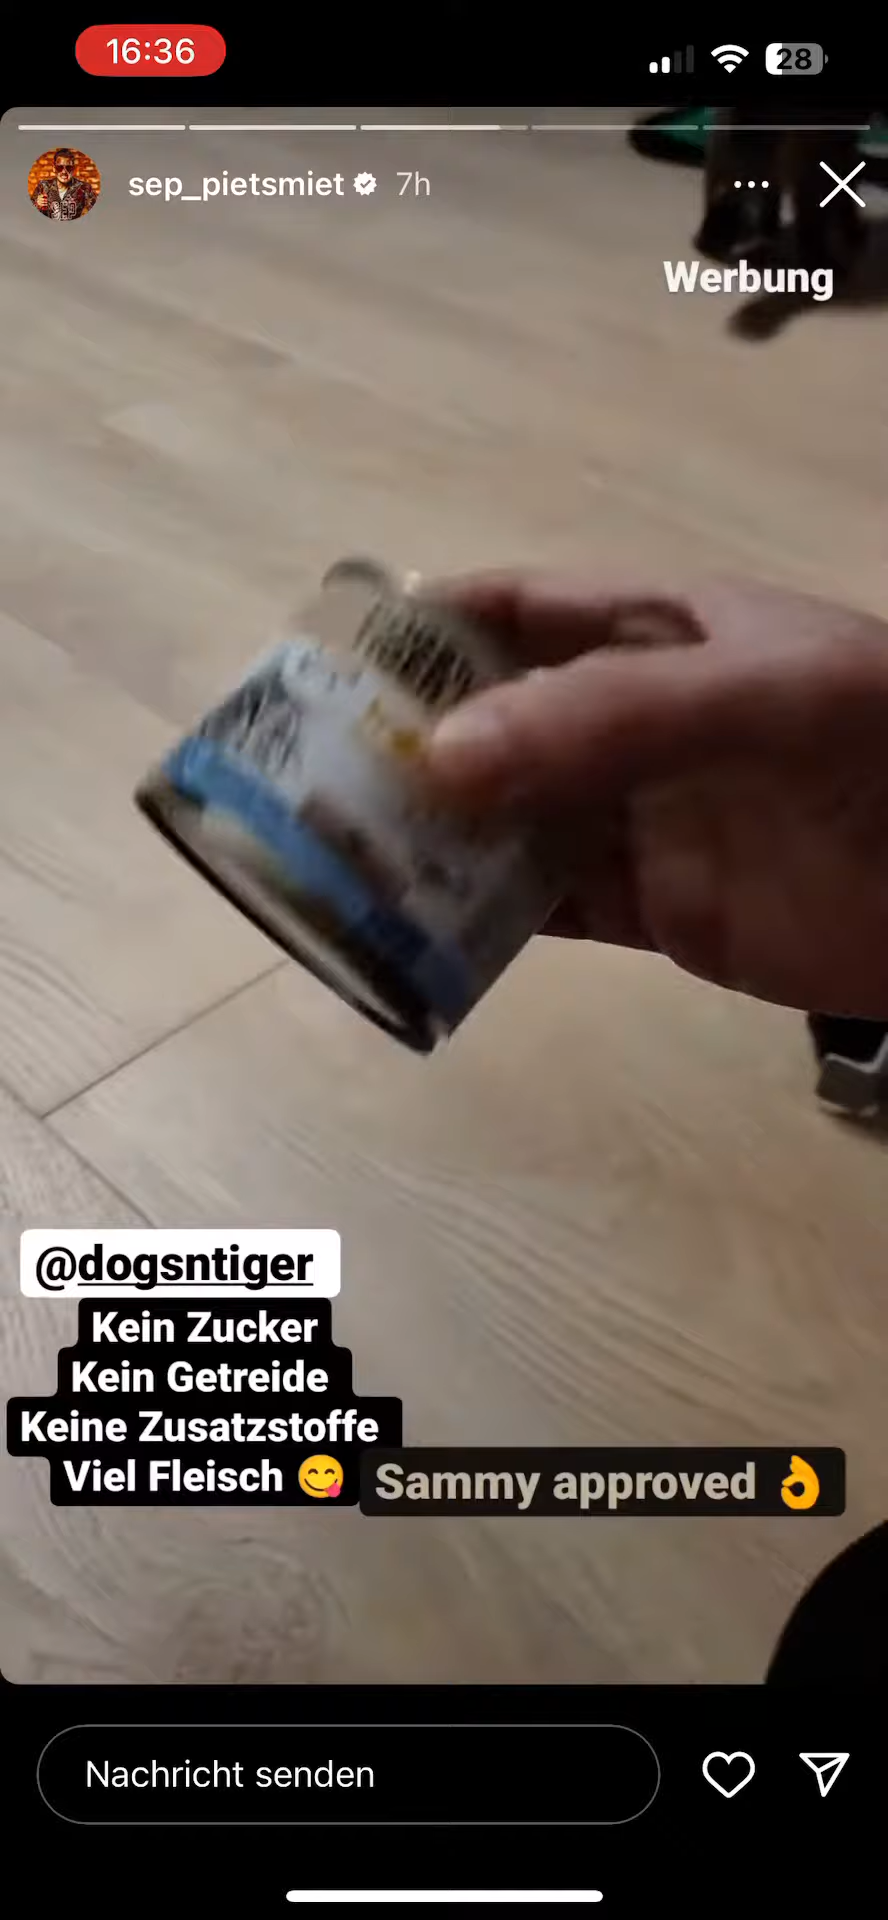 16:36
28
sep_pietsmiet 7h
Werbung
@dogsntiger
Kein Zucker
Kein Getreide
Keine Zusatzstoffe
Viel Fleisch 😋
Sammy approved 👌
Nachricht senden